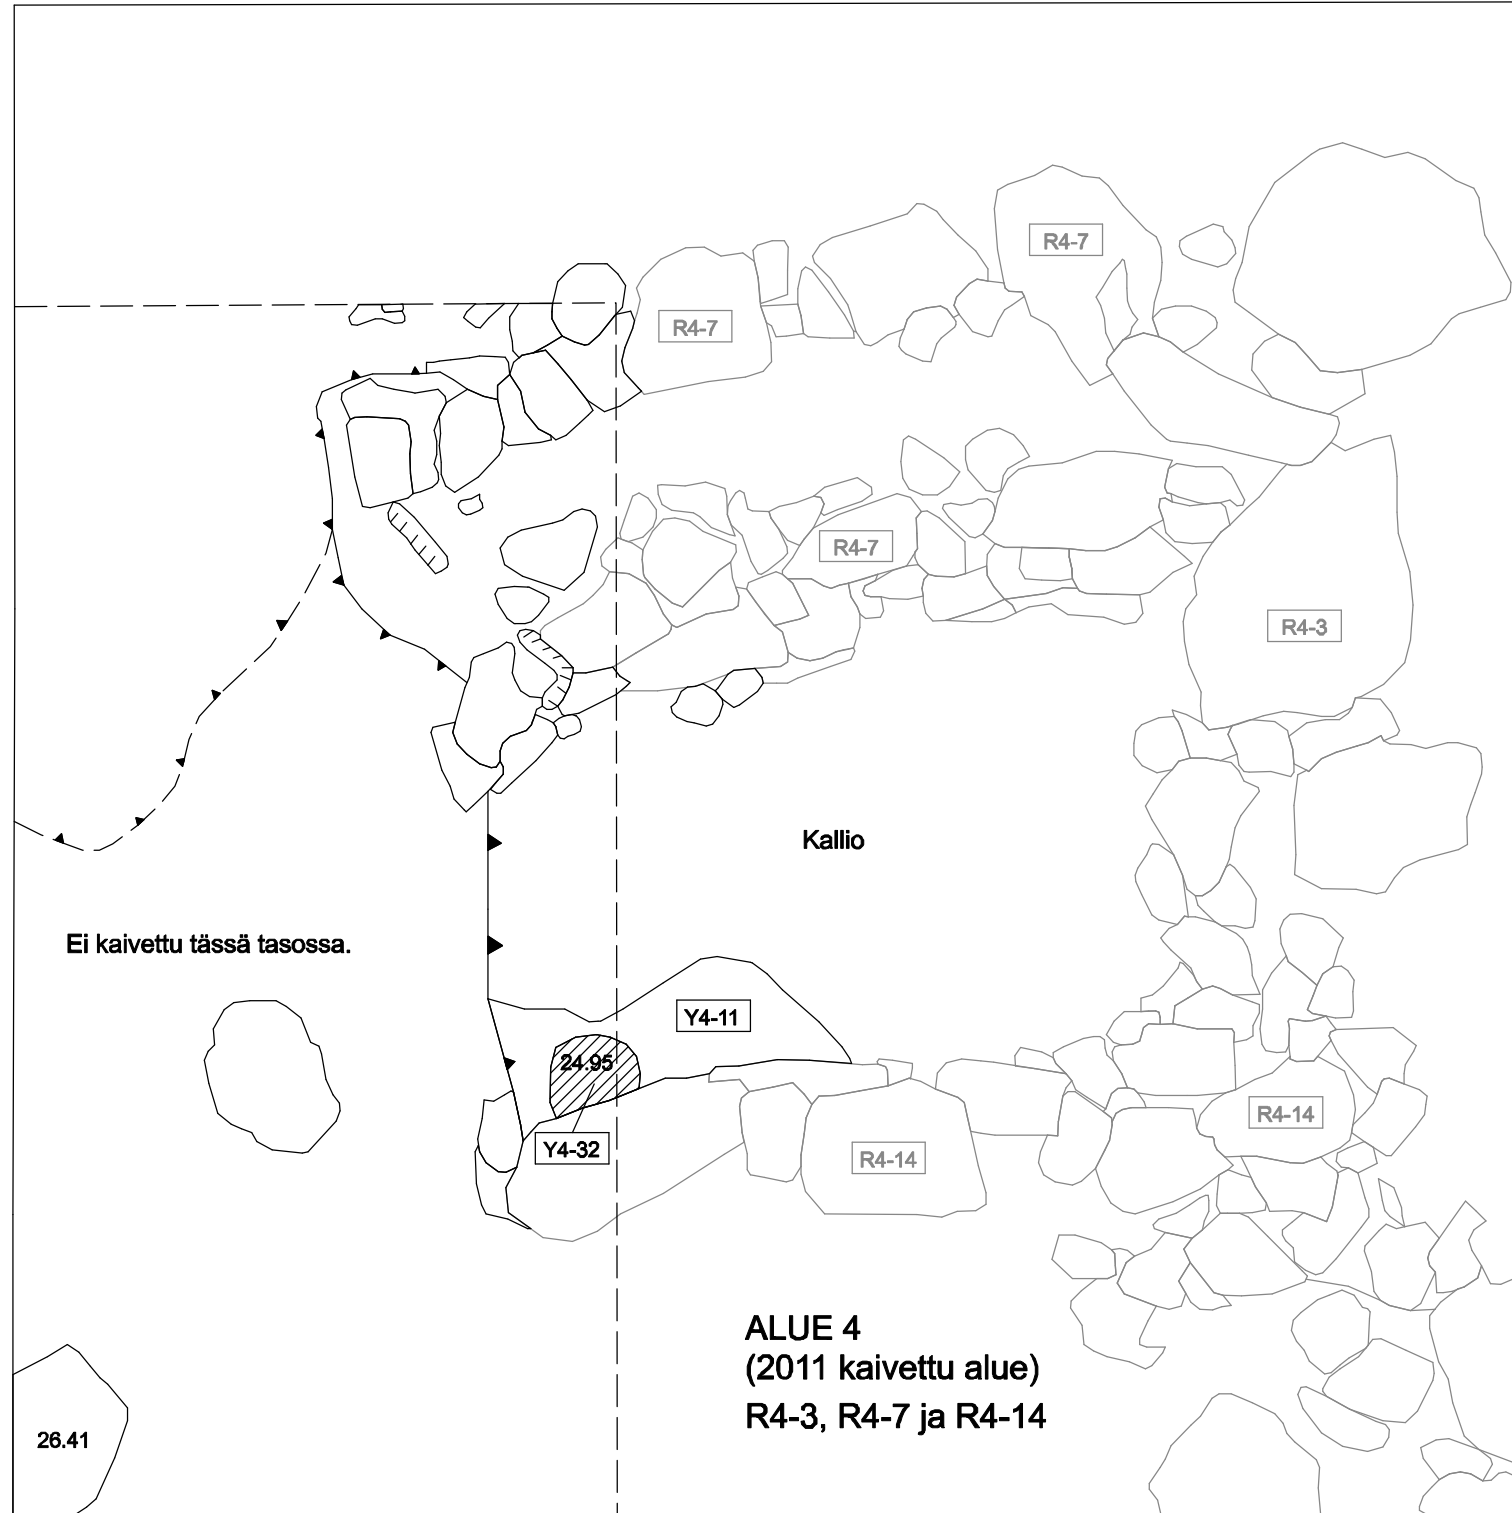 R4-7
R4-7
R4-7
R4-3
Kallio
Ei kaivettu tässä tasossa.
Y4-11
24.95
Y4-32
R4-14
R4-14
ALUE 4
(2011 kaivettu alue)
R4-3, R4-7 ja R4-14
26.41